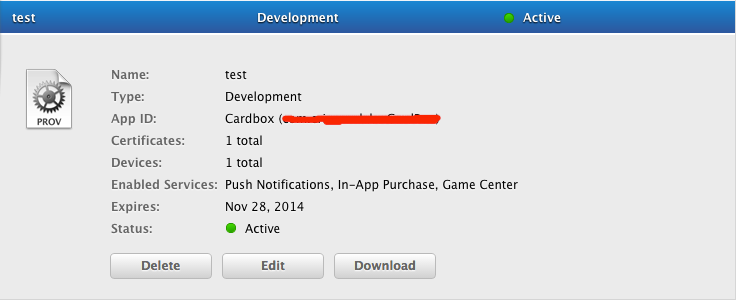 test Development Active
PROV
Name: test
Type: Development
App ID: Cardbox (
Certificates: 1 total
Devices: 1 total
Enabled Services: Push Notifications, In-App Purchase, Game Center
Expires: Nov 28, 2014
Status: Active
Delete Edit Download